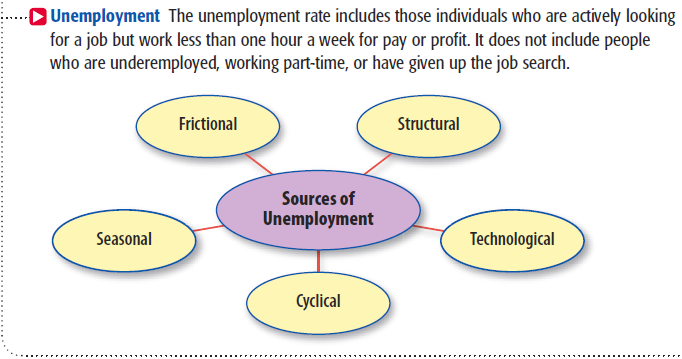 Unemployment The unemployment rate includes those individuals who are actively looking
for a job but work less than one hour a week for pay or profit. It does not include people
who are underemployed, working part-time, or have given up the job search.
Frictional
Structural
Sources of
Unemployment
Seasonal
Technological
Cyclical